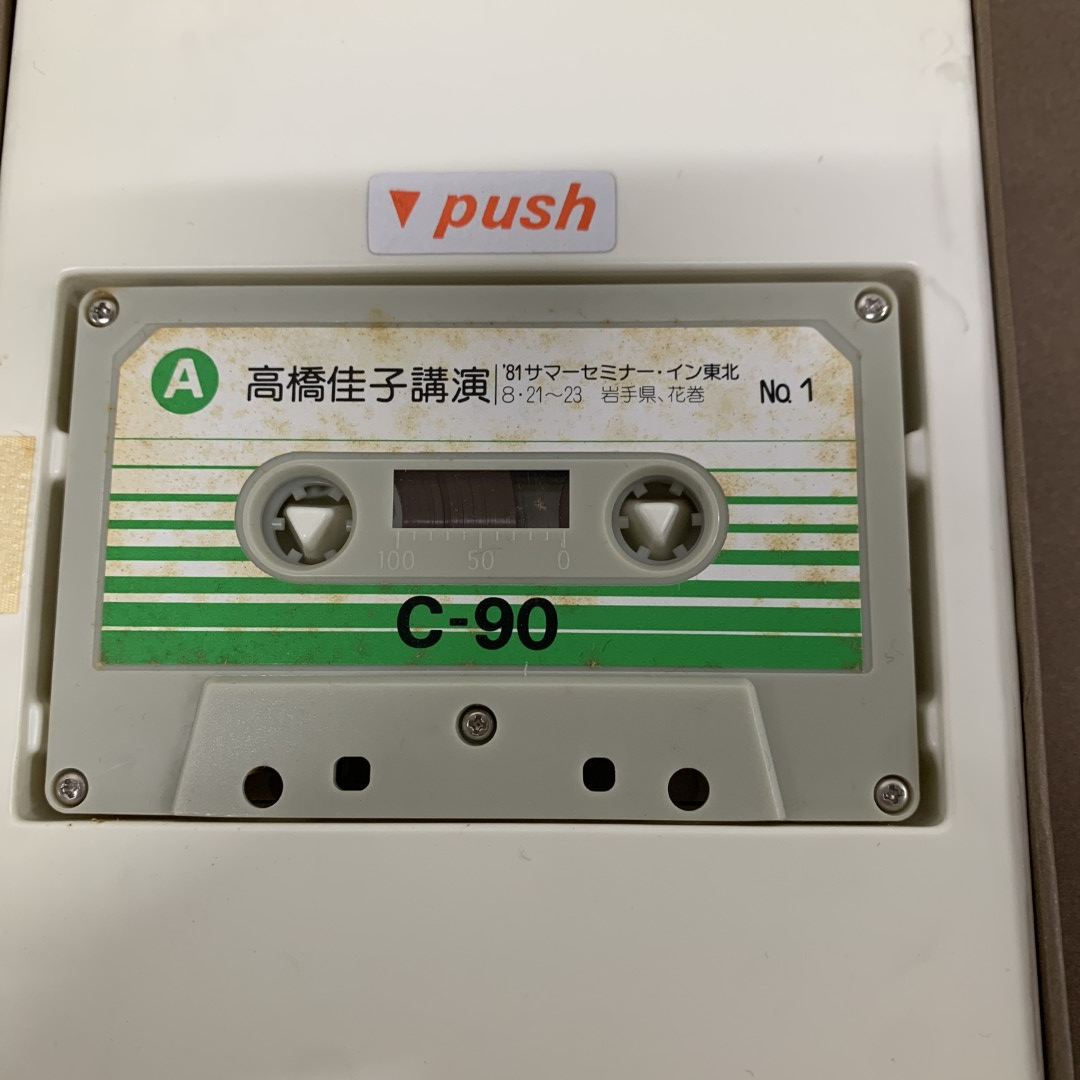 ▼push
A
高橋佳子講演
'81サマーセミナー・イン東北
8・21〜23 岩手県、花巻
No.1
100 50 0
C-90